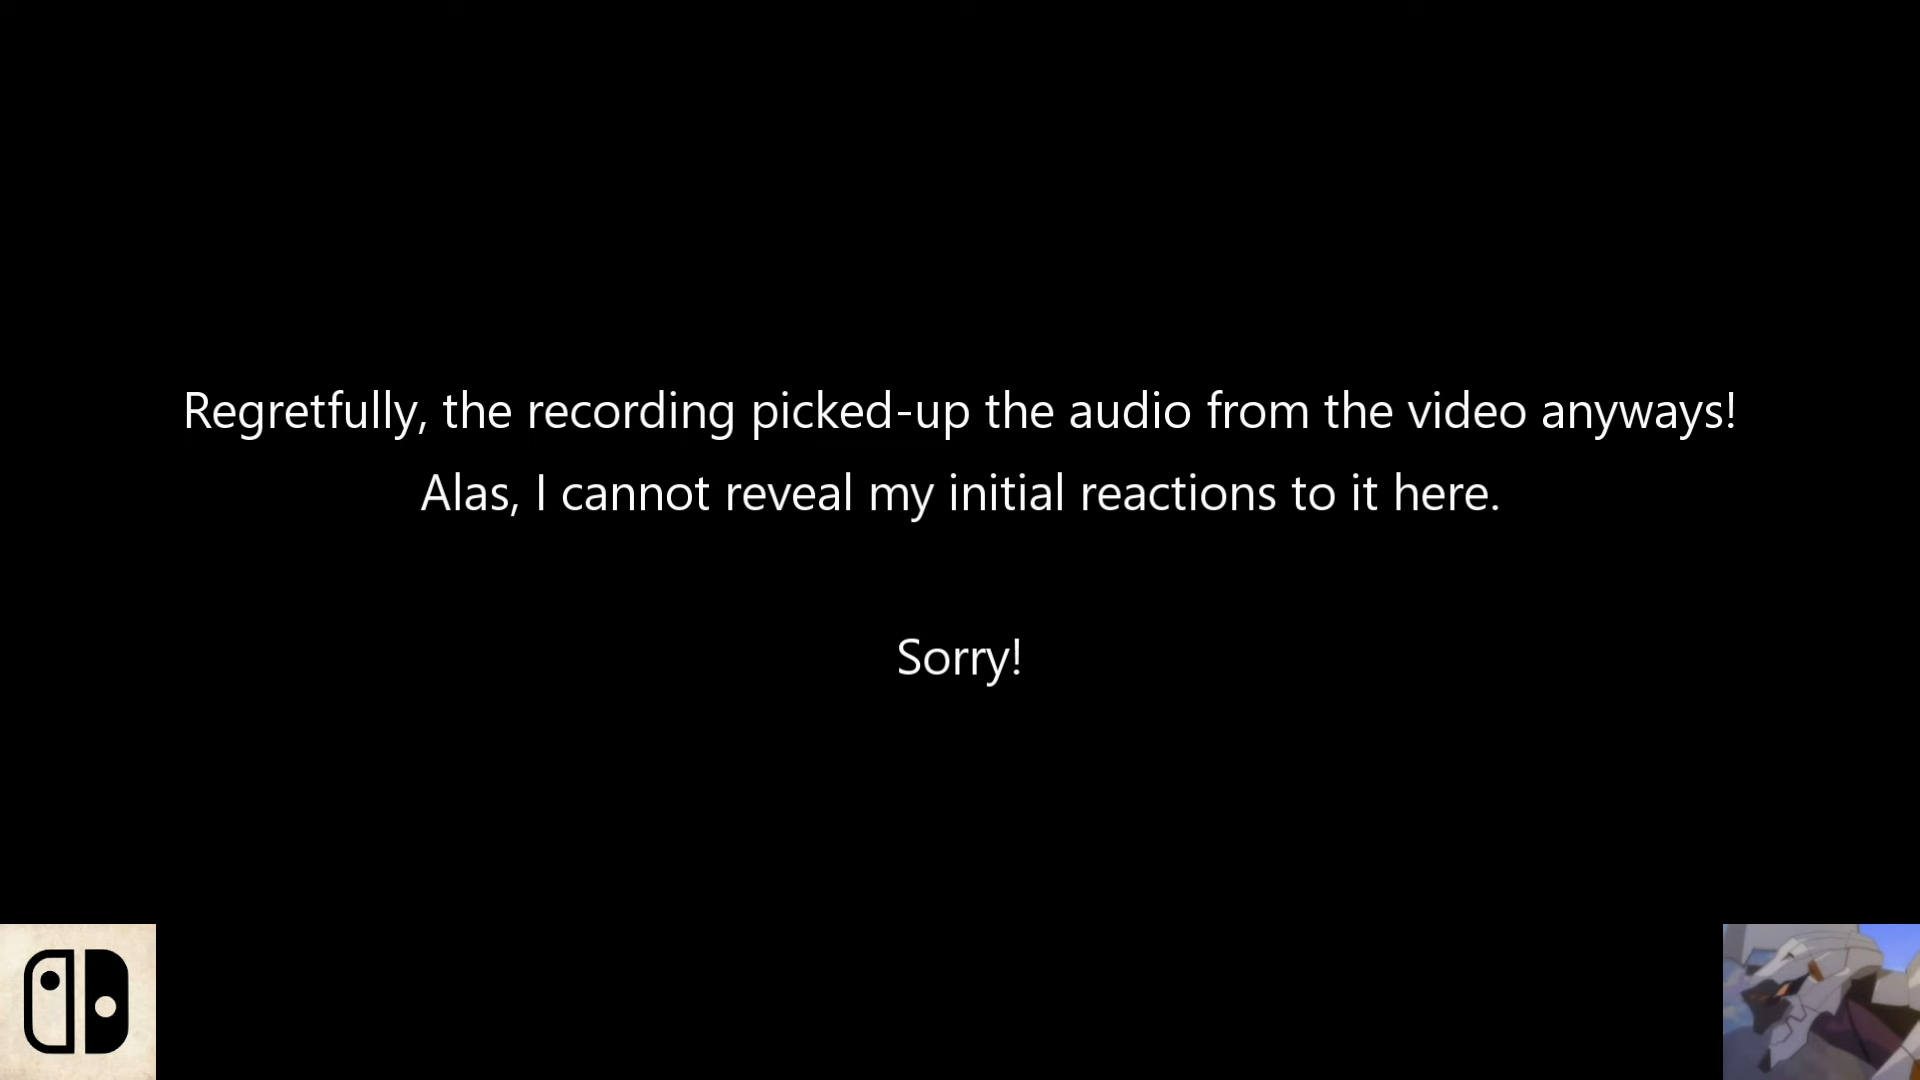 Regretfully, the recording picked-up the audio from the video anyways!
Alas, I cannot reveal my initial reactions to it here.
Sorry!